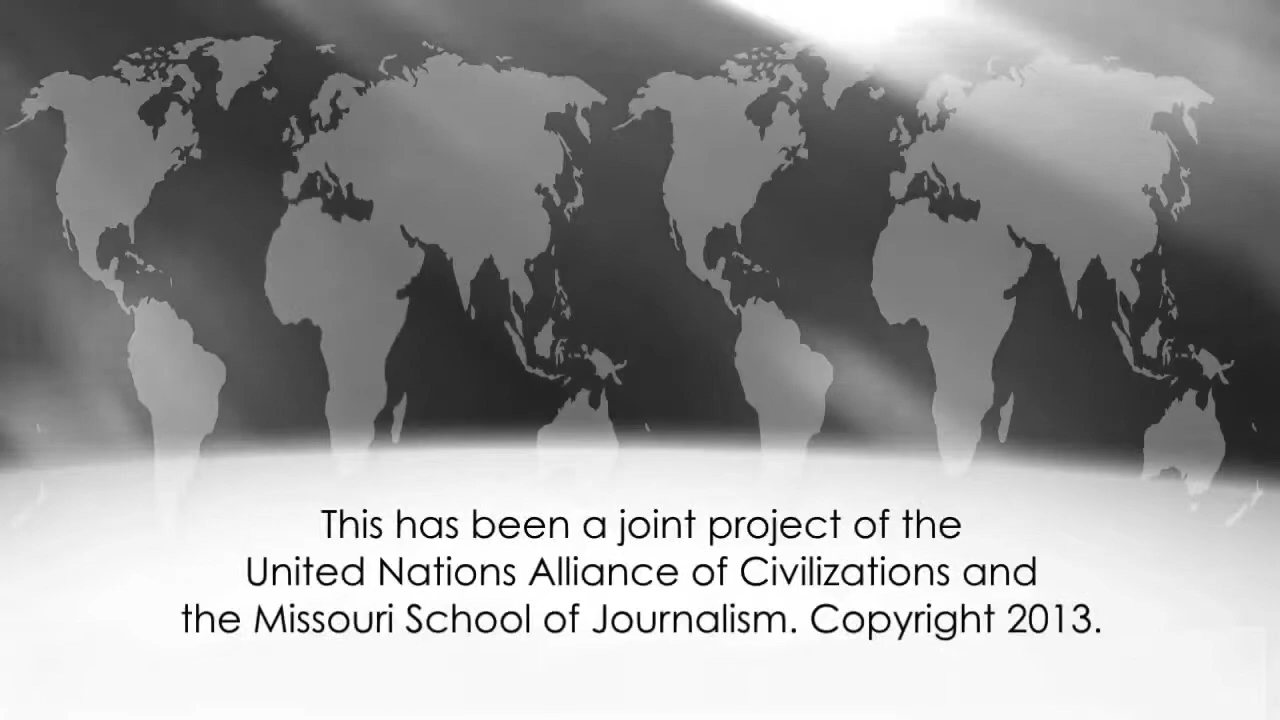 This has been a joint project of the
United Nations Alliance of Civilizations and
the Missouri School of Journalism. Copyright 2013.